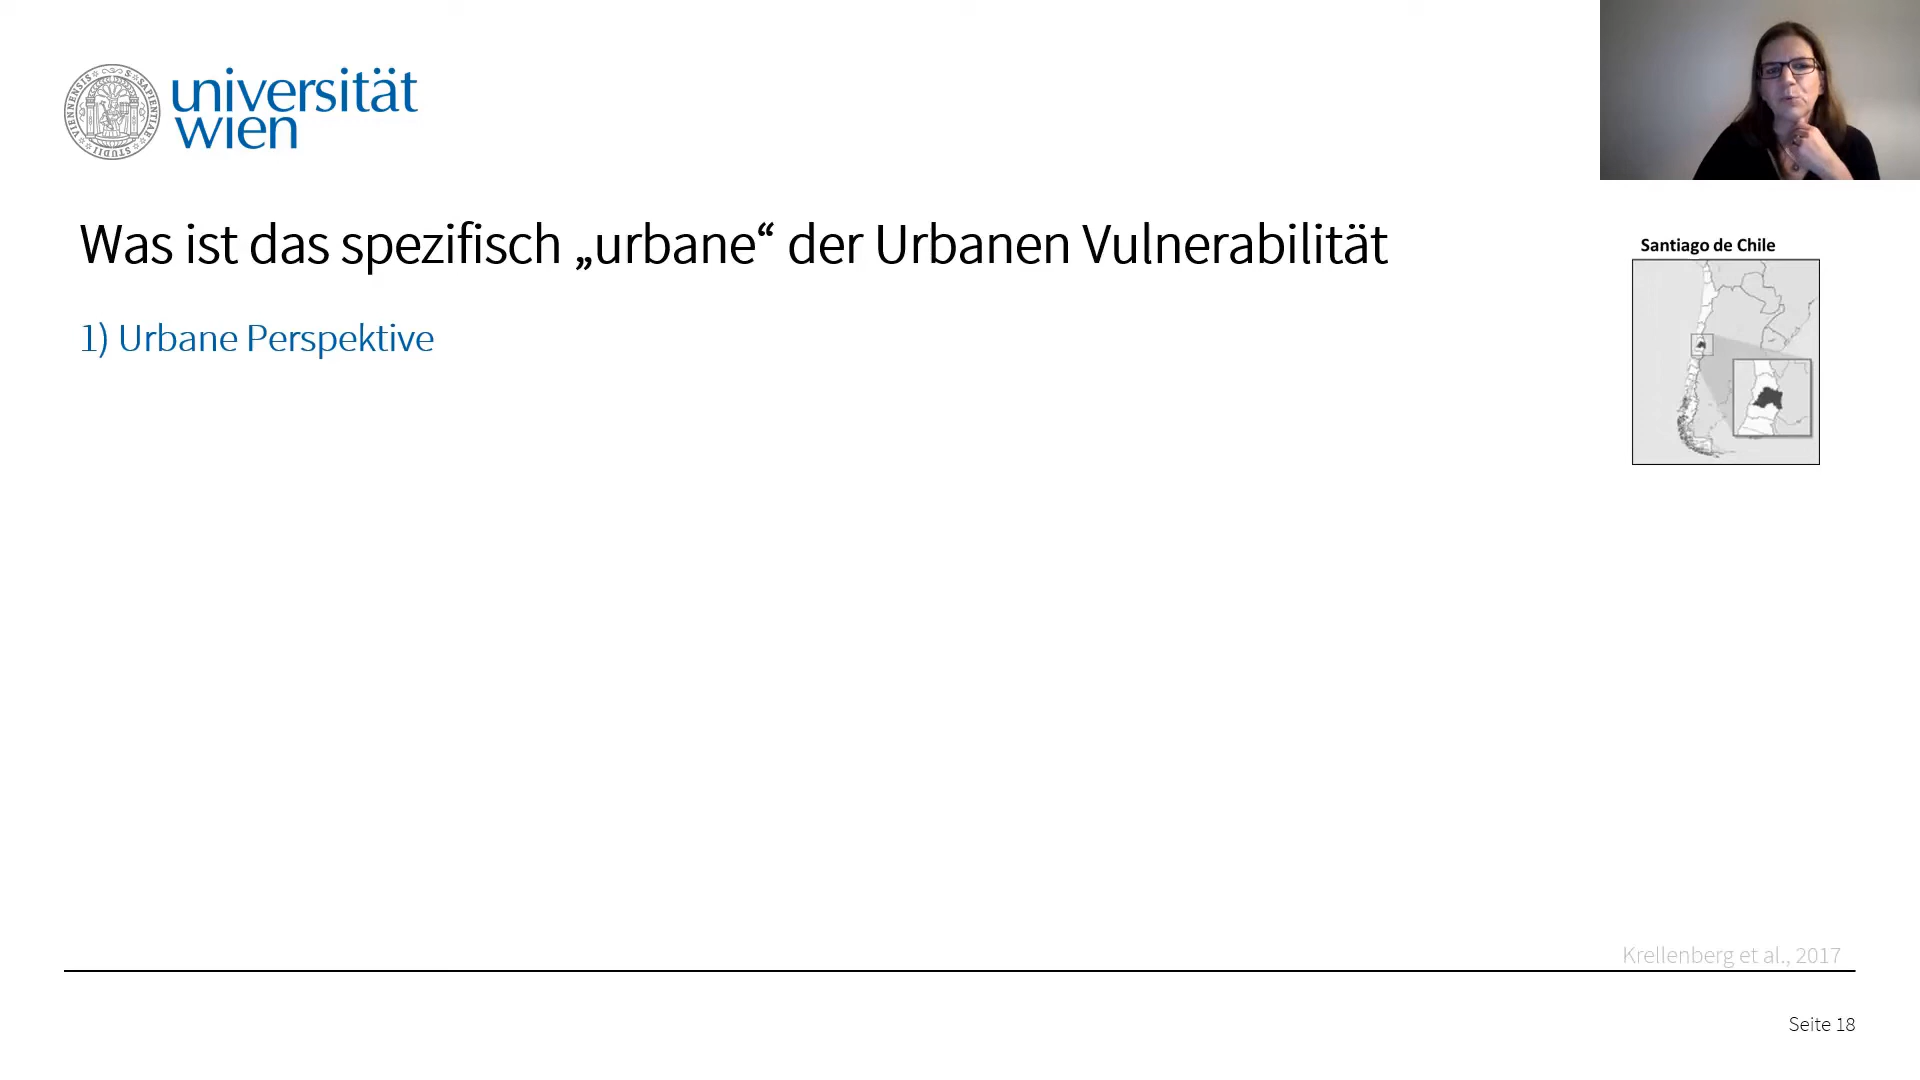 universität
wien
Was ist das spezifisch „urbane“ der Urbanen Vulnerabilität
Santiago de Chile
1) Urbane Perspektive
Krellenberg et al., 2017
Seite 18